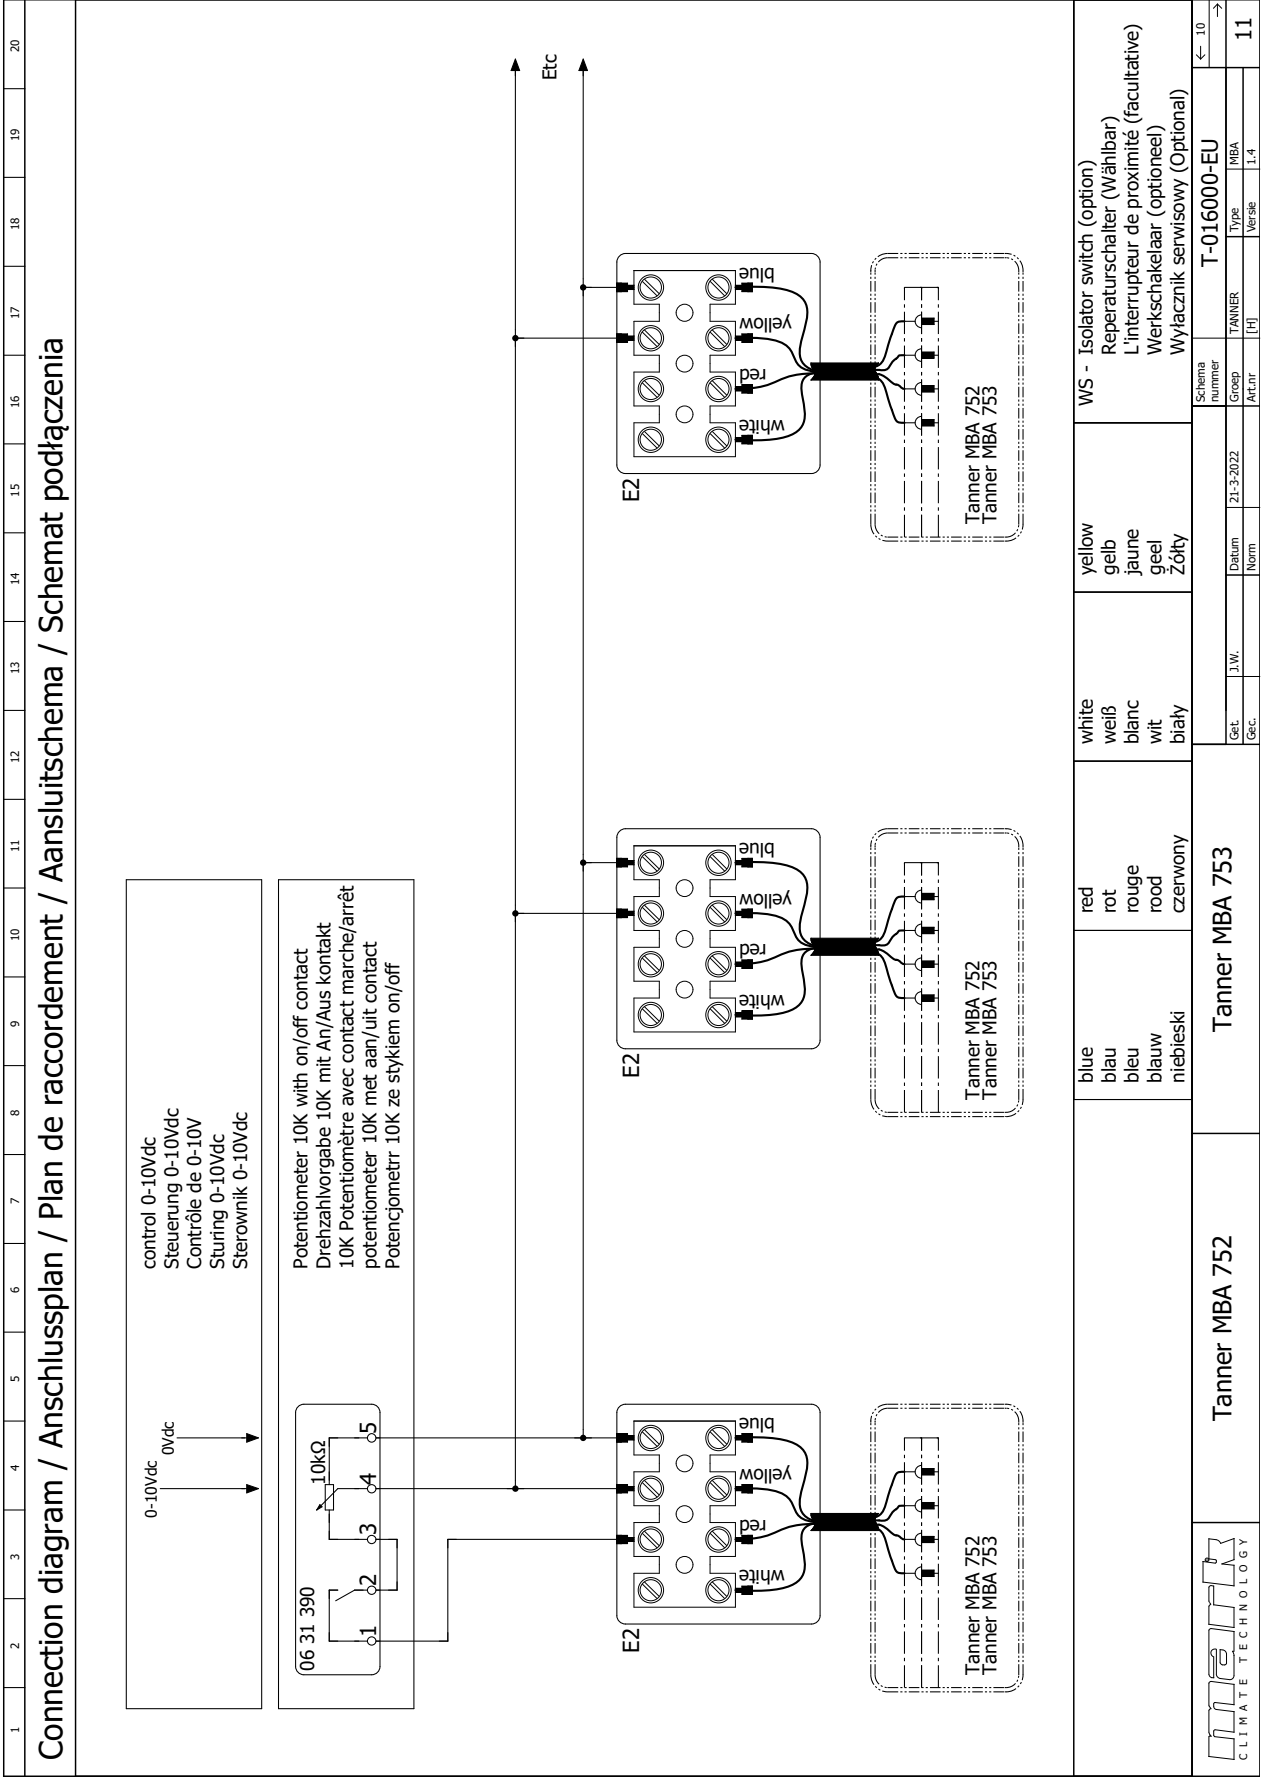 1 2 3 4 5 6 7 8 9 10 11 12 13 14 15 16 17 18 19 20
Connection diagram / Anschlussplan / Plan de raccordement / Aansluitschema / Schemat podłączenia
0-10Vdc
0Vdc
control 0-10Vdc
Steuerung 0-10Vdc
Contrôle de 0-10V
Sturing 0-10Vdc
Sterownik 0-10Vdc
06 31 390
10kΩ
1 2 3 4 5
Potentiometer 10K with on/off contact
Drehzahlvorgabe 10K mit An/Aus kontakt
10K Potentiomètre avec contact marche/arrêt
potentiometer 10K met aan/uit contact
Potencjometrr 10K ze stykiem on/off
Etc
E2
white red yellow blue
Tanner MBA 752
Tanner MBA 753
E2
white red yellow blue
Tanner MBA 752
Tanner MBA 753
E2
white red yellow blue
Tanner MBA 752
Tanner MBA 753
blue
blau
bleu
blauw
niebieski
red
rot
rouge
rood
czerwony
white
weiß
blanc
wit
biały
yellow
gelb
jaune
geel
Żółty
WS - Isolator switch (option)
Reperaturschalter (Wählbar)
L'interrupteur de proximité (facultative)
Werkschakelaar (optioneel)
Wyłacznik serwisowy (Optional)
mark
CLIMATE TECHNOLOGY
Tanner MBA 752
Tanner MBA 753
Schema
nummer
T-016000-EU
← 10
→
Get. J.W. Datum 21-3-2022 Groep TANNER Type MBA
Gec. Norm Art.nr [H] Versie 1.4
11